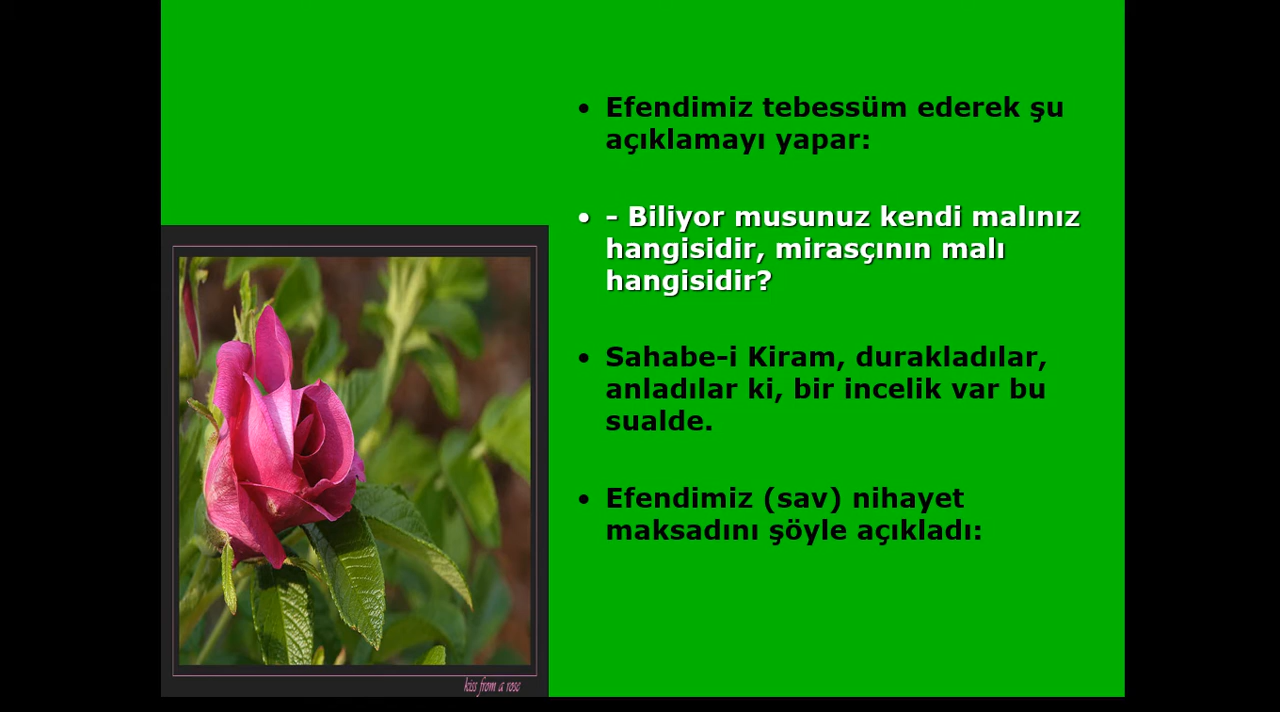 • Efendimiz tebessüm ederek şu
açıklamayı yapar:
• - Biliyor musunuz kendi malınız
hangisidir, mirasçının malı
hangisidir?
• Sahabe-i Kiram, durakladılar,
anladılar ki, bir incelik var bu
sualde.
• Efendimiz (sav) nihayet
maksadını şöyle açıkladı:
kiss from a rose